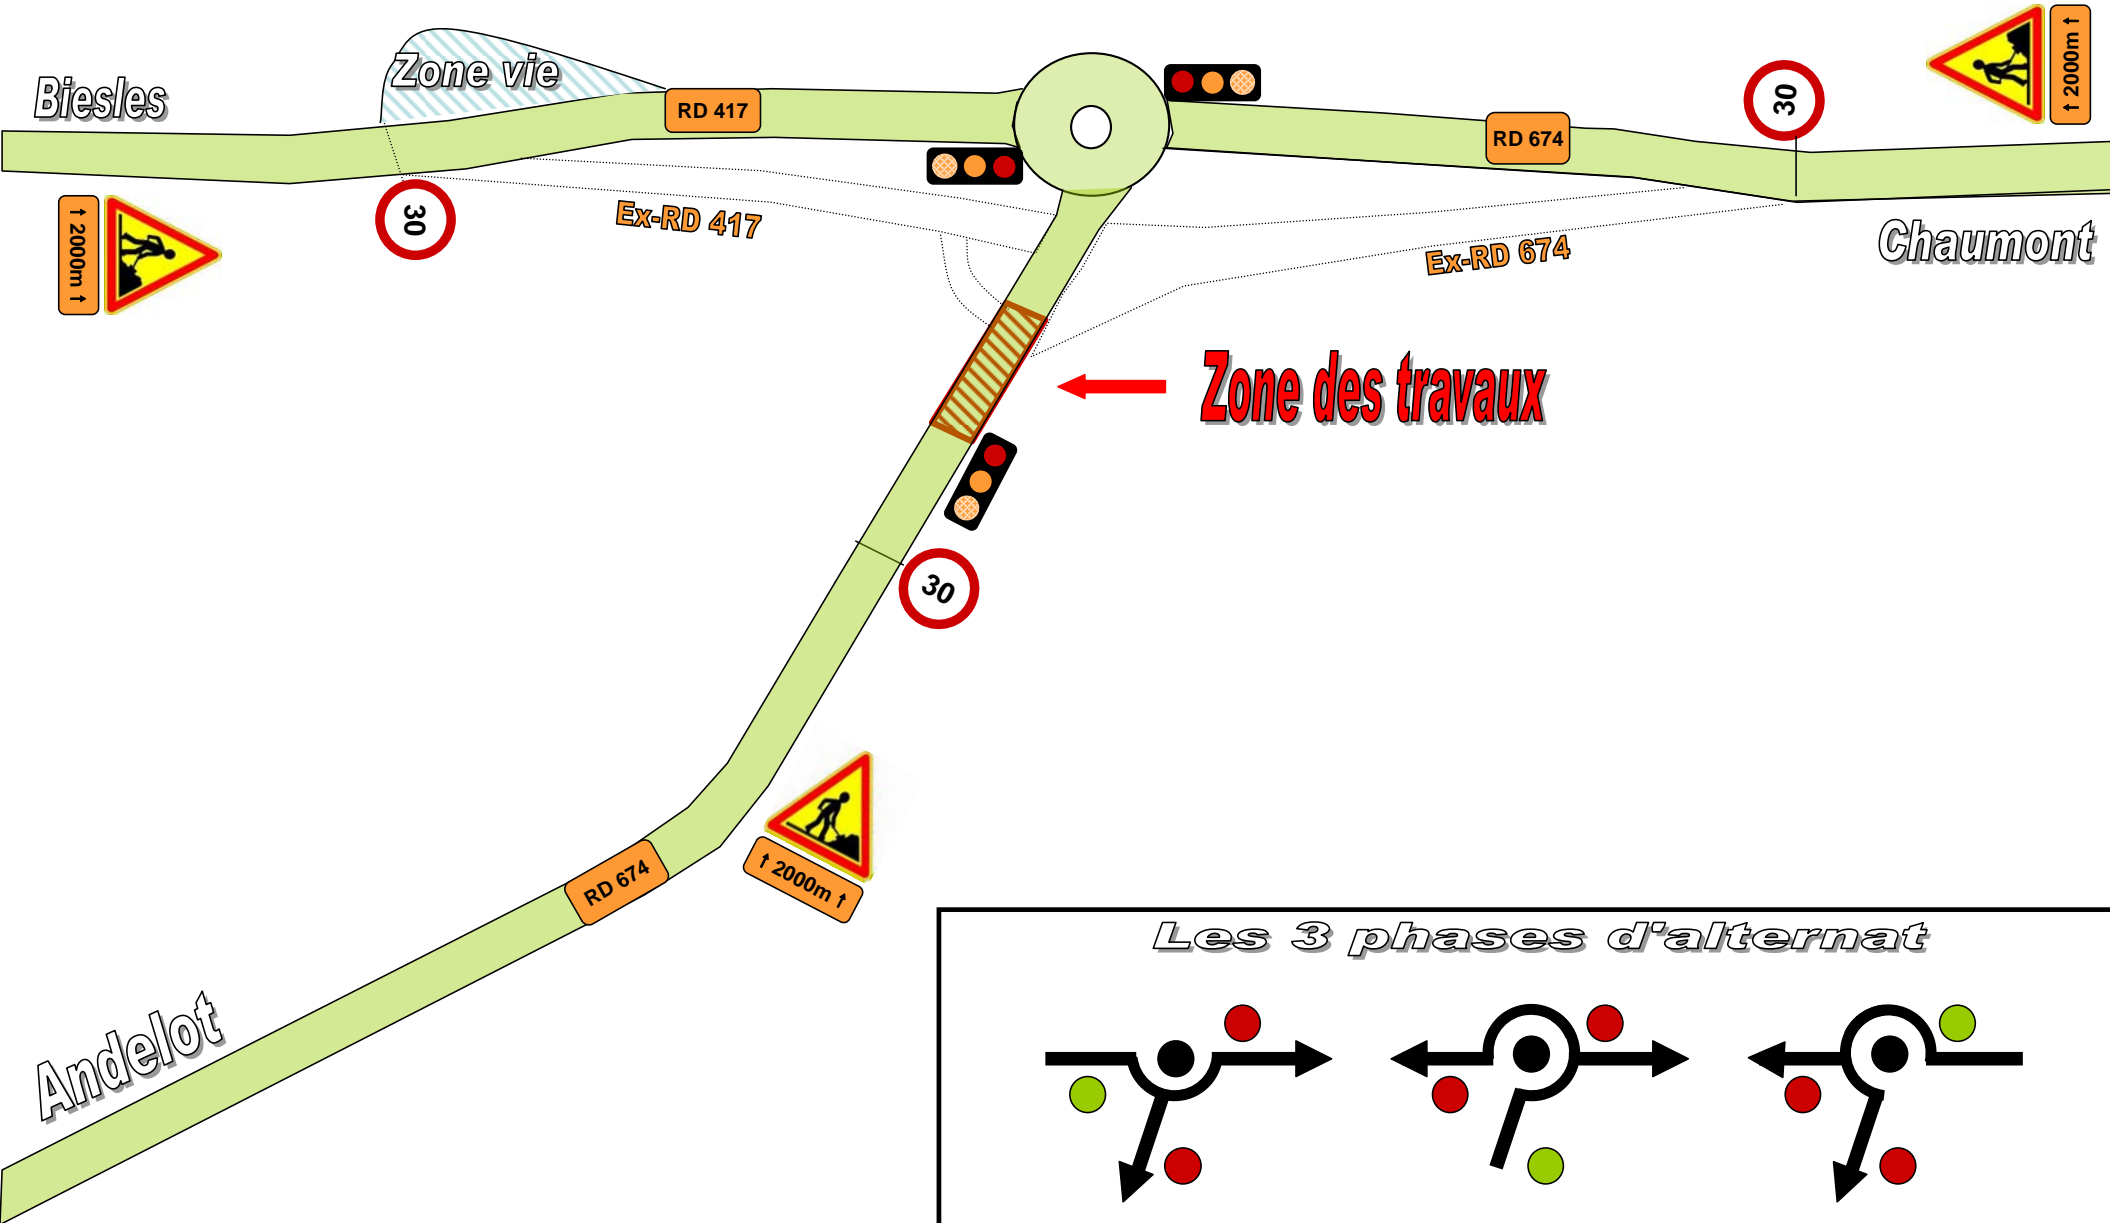 Zone vie
Biesles
RD 417
RD 674
30
↑ 2000m ↑
↑ 2000m ↑
30
Ex-RD 417
Ex-RD 674
Chaumont
Zone des travaux
30
RD 674
↑ 2000m ↑
Andelot
Les 3 phases d'alternat